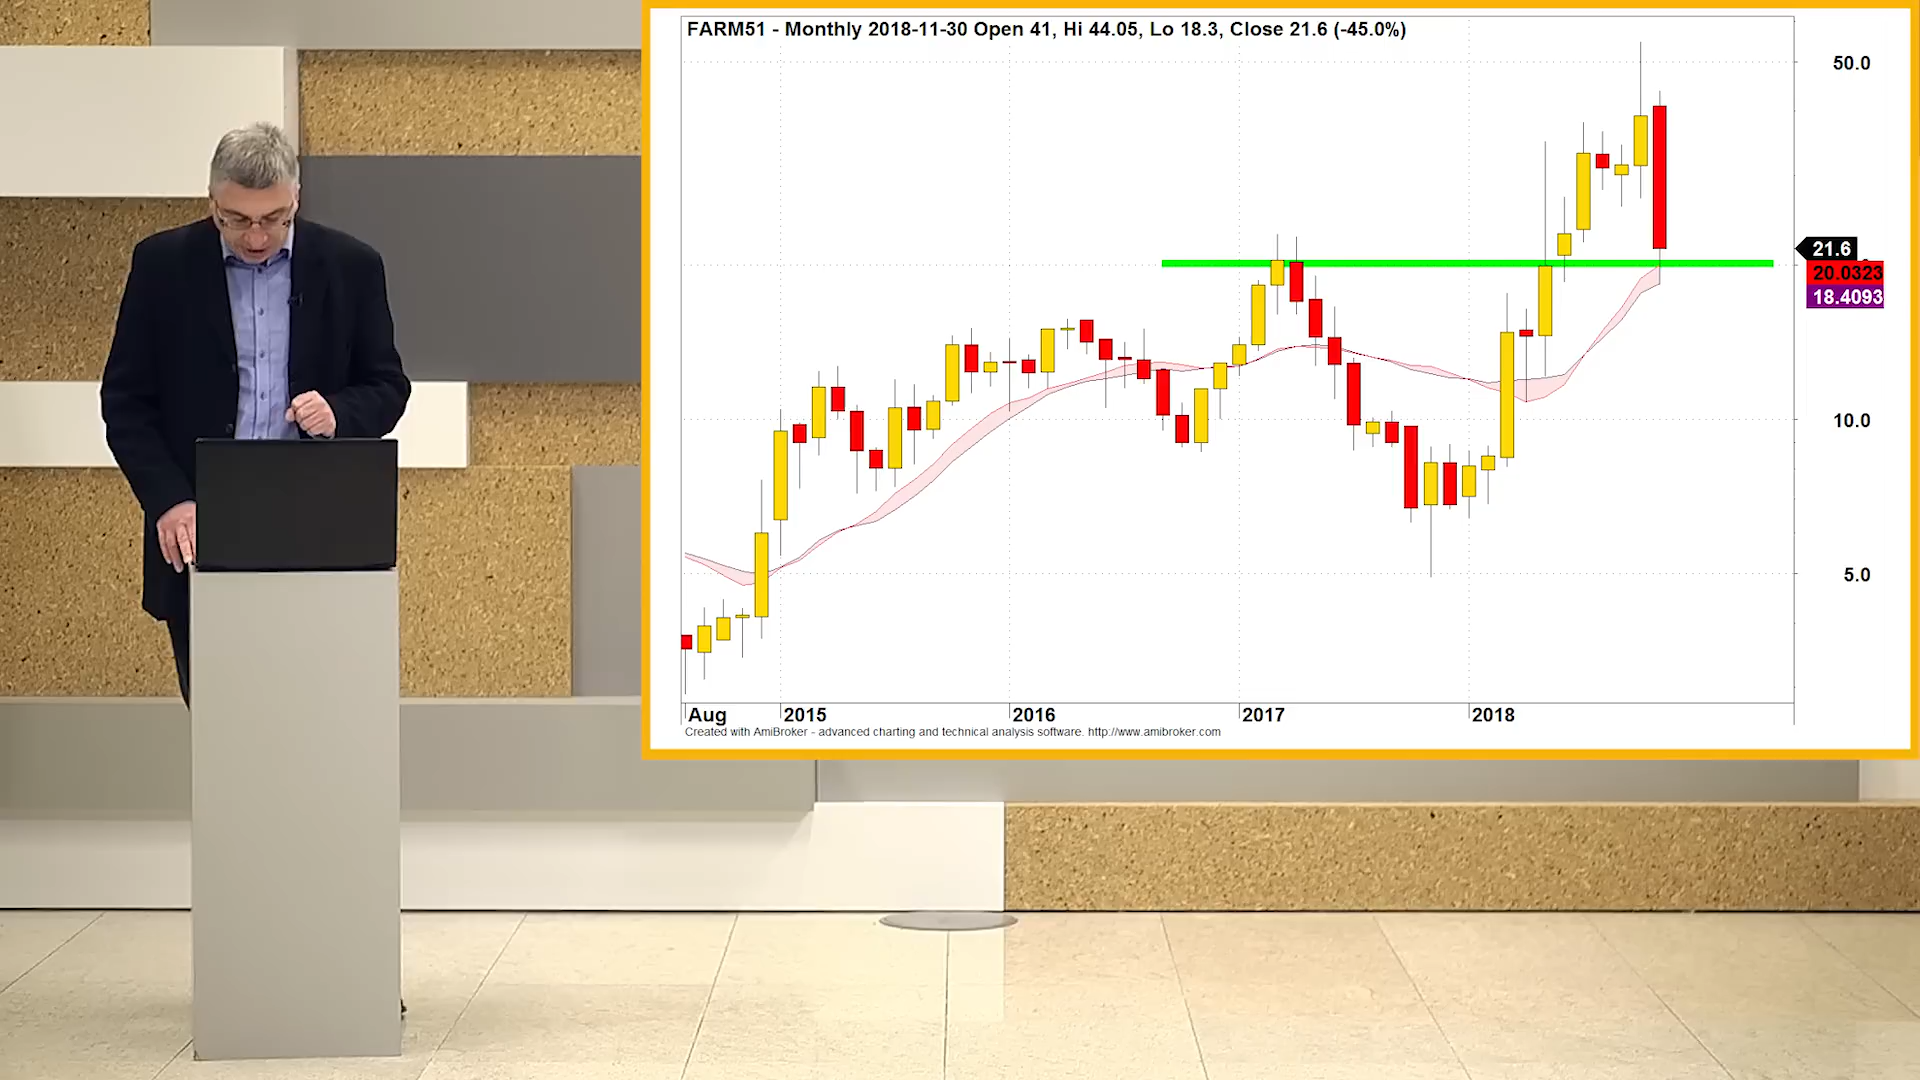 FARM51 - Monthly 2018-11-30 Open 41, Hi 44.05, Lo 18.3, Close 21.6 (-45.0%)
50.0
21.6
20.0323
18.4093
10.0
5.0
Aug 2015 2016 2017 2018
Created with AmiBroker - advanced charting and technical analysis software. http://www.amibroker.com